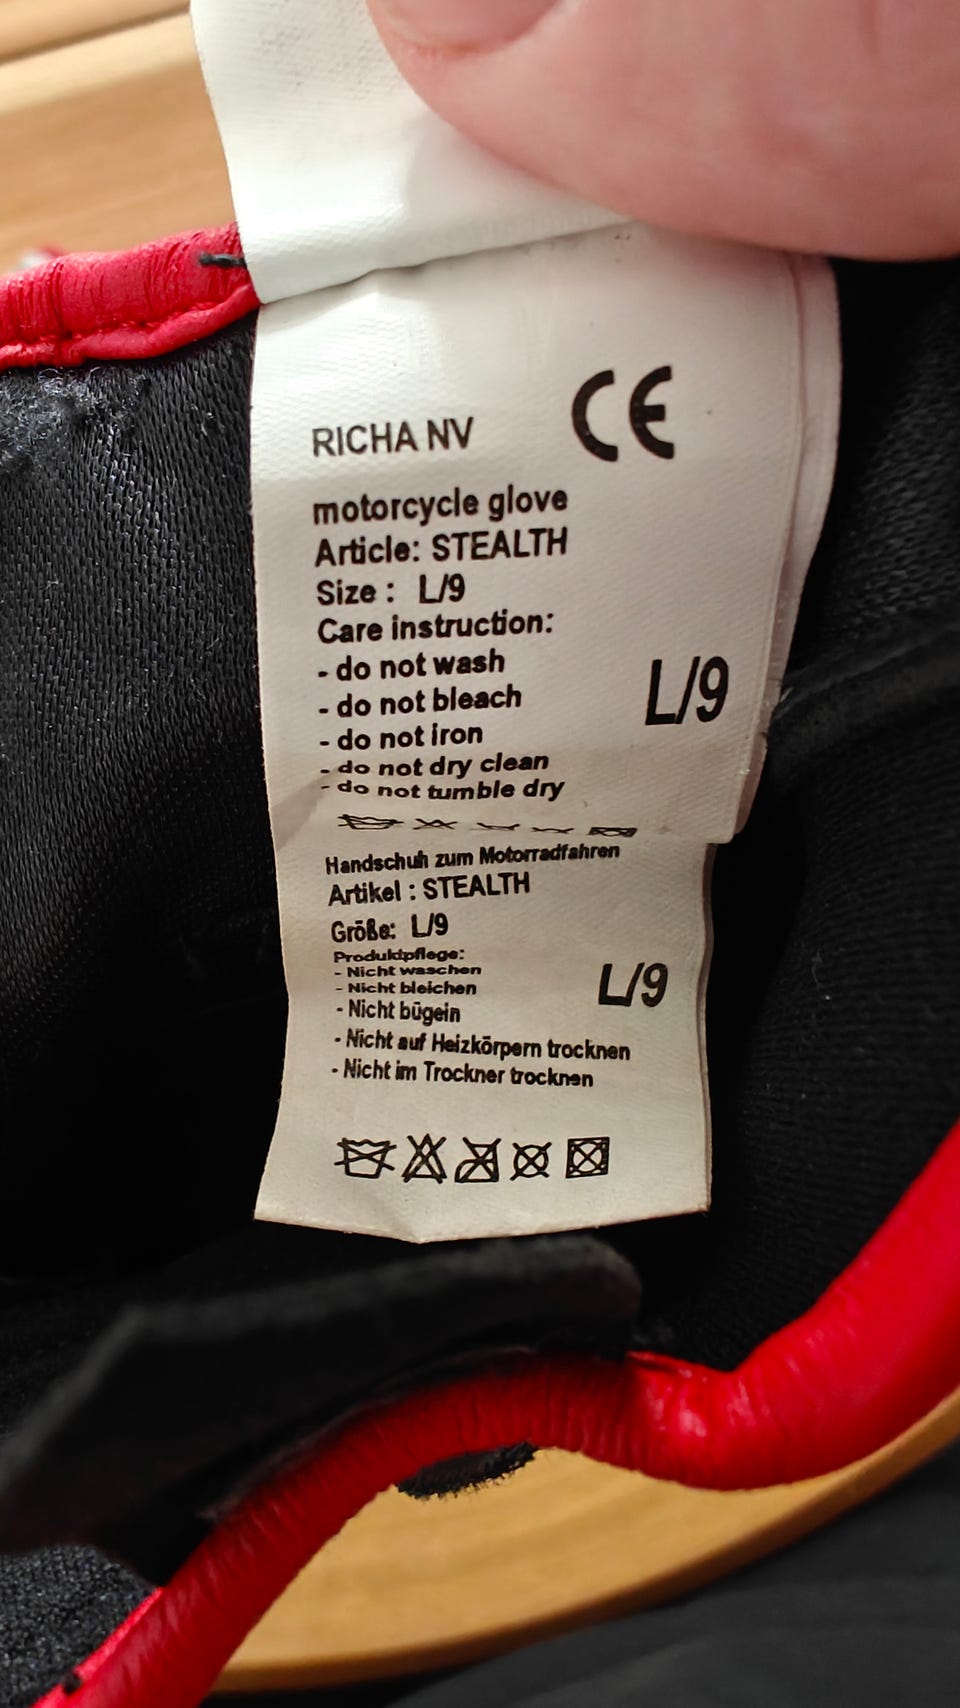 RICHA NV CE
motorcycle glove
Article: STEALTH
Size : L/9
Care instruction:
- do not wash
- do not bleach
- do not iron
- do not dry clean
- do not tumble dry
L/9
Handschuh zum Motorradfahren
Artikel : STEALTH
Größe: L/9
Produktpflege:
- Nicht waschen
- Nicht bleichen
- Nicht bügeln
- Nicht auf Heizkörpern trocknen
- Nicht im Trockner trocknen
L/9